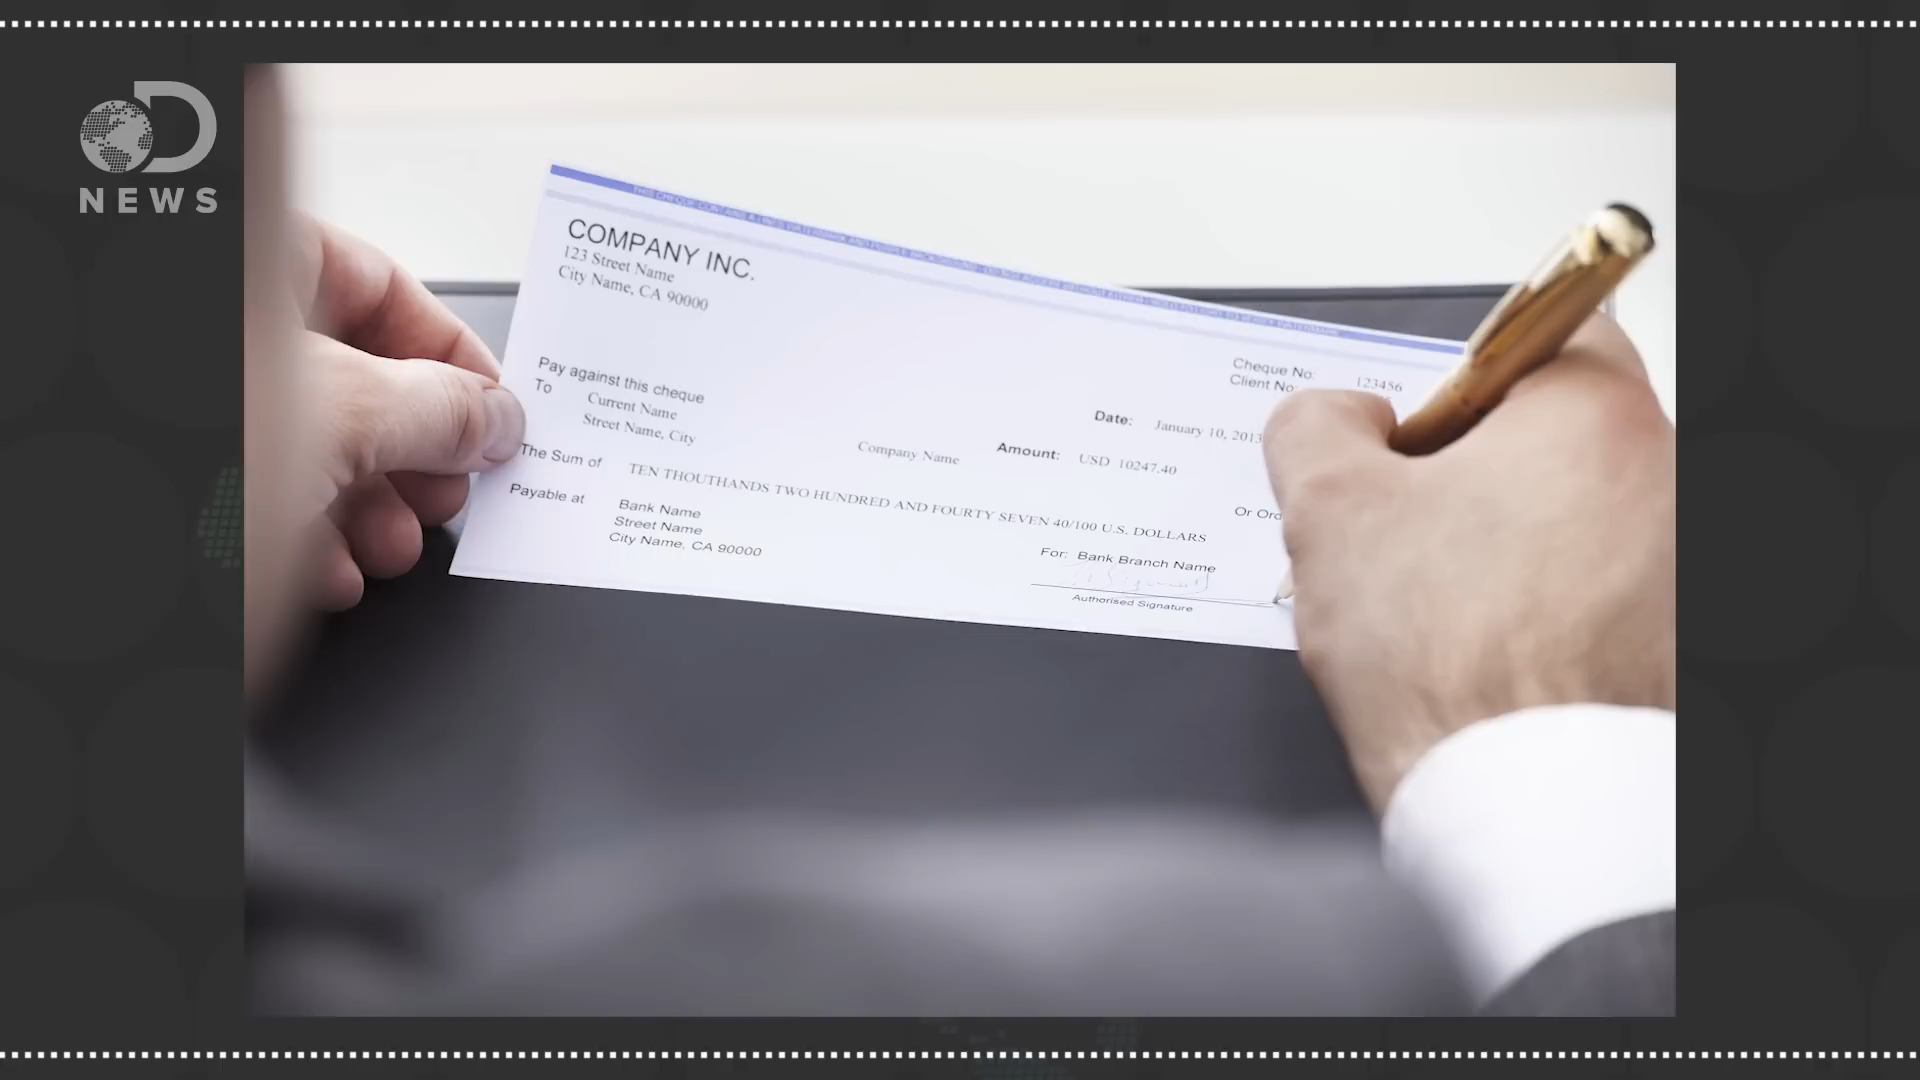 NEWS
COMPANY INC.
123 Street Name
City Name, CA 90000
Cheque No: 123456
Client No:
Pay against this cheque
To
Current Name
Street Name, City
Date: January 10, 2013
Company Name
Amount: USD 10247.40
The Sum of TEN THOUTHANDS TWO HUNDRED AND FOURTY SEVEN 40/100 U.S. DOLLARS
Or Ord
Payable at
Bank Name
Street Name
City Name, CA 90000
For: Bank Branch Name
Authorised Signature